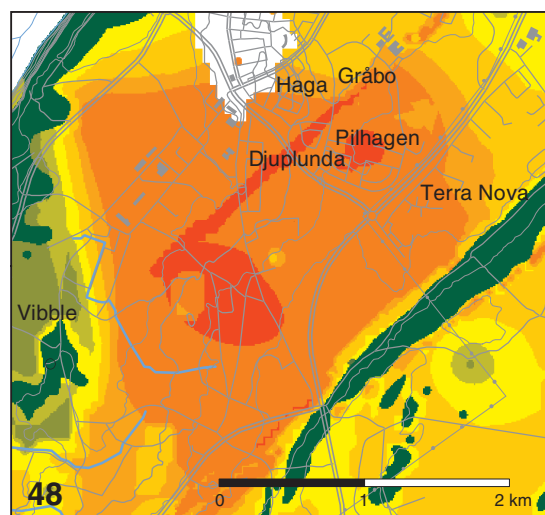 Haga Gråbo
Pilhagen
Djuplunda
Terra Nova
Vibble
48
0 1 2 km